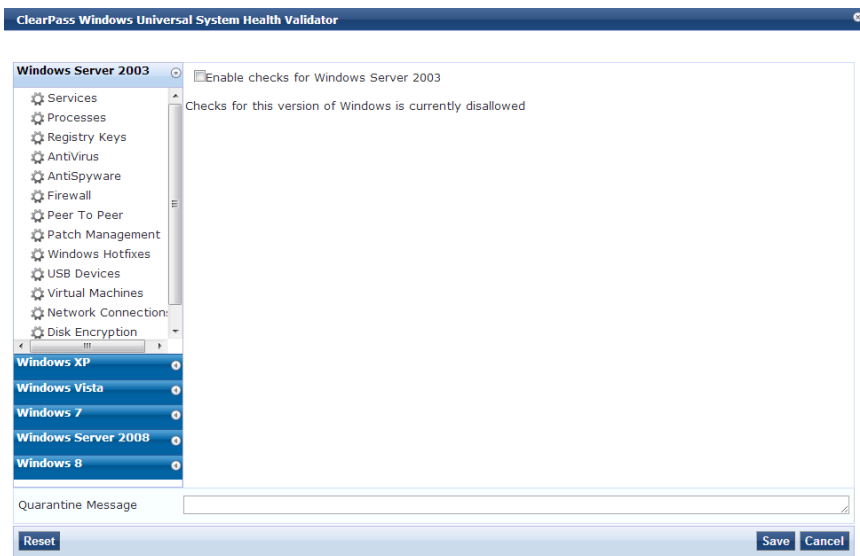 ClearPass Windows Universal System Health Validator
Windows Server 2003
Services
Processes
Registry Keys
AntiVirus
AntiSpyware
Firewall
Peer To Peer
Patch Management
Windows Hotfixes
USB Devices
Virtual Machines
Network Connection
Disk Encryption
Windows XP
Windows Vista
Windows 7
Windows Server 2008
Windows 8
Enable checks for Windows Server 2003
Checks for this version of Windows is currently disallowed
Quarantine Message
Reset
Save Cancel